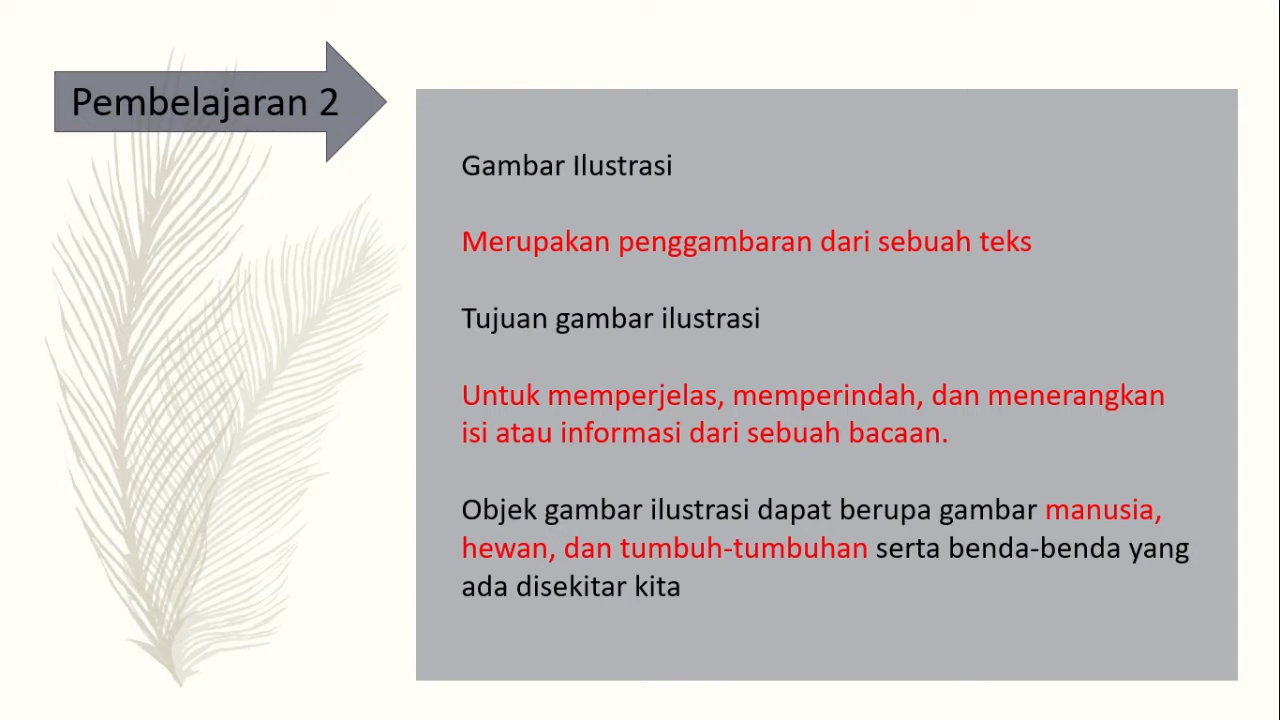 Pembelajaran 2
Gambar Ilustrasi
Merupakan penggambaran dari sebuah teks
Tujuan gambar ilustrasi
Untuk memperjelas, memperindah, dan menerangkan
isi atau informasi dari sebuah bacaan.
Objek gambar ilustrasi dapat berupa gambar manusia,
hewan, dan tumbuh-tumbuhan serta benda-benda yang
ada disekitar kita